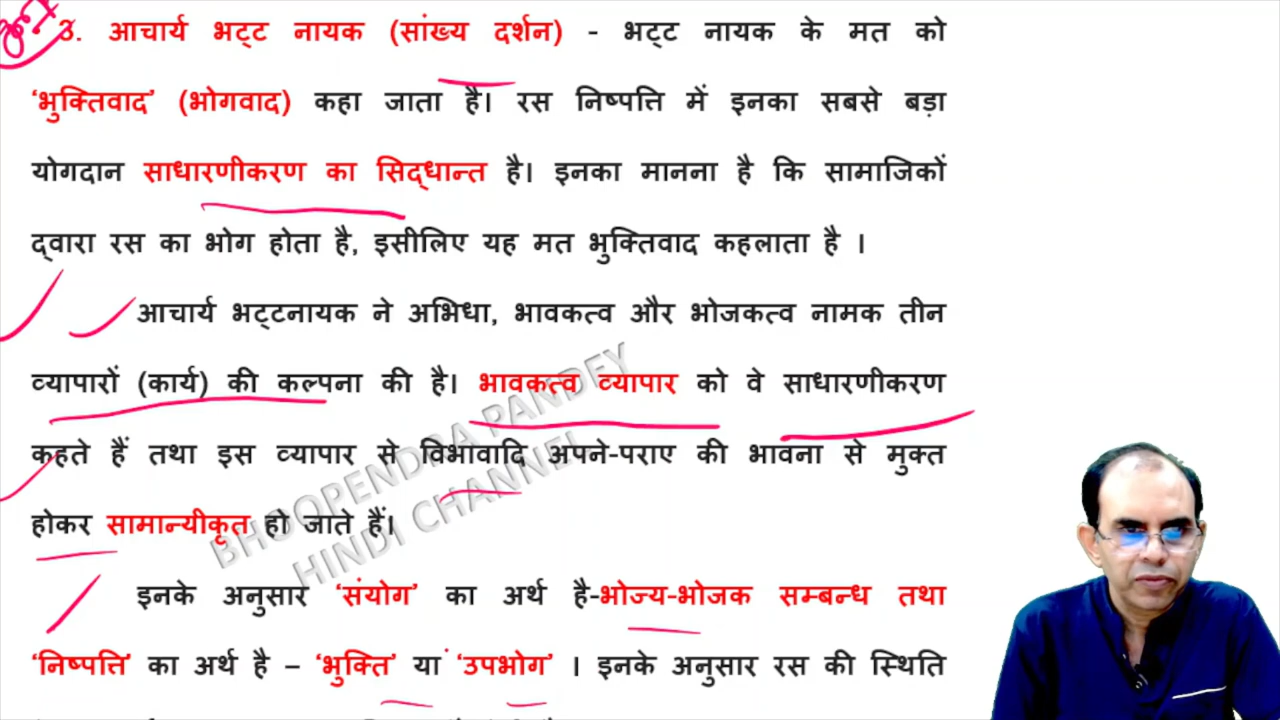 3. आचार्य भट्ट नायक (सांख्य दर्शन) - भट्ट नायक के मत को
‘भुक्तिवाद’ (भोगवाद) कहा जाता है। रस निष्पत्ति में इनका सबसे बड़ा
योगदान साधारणीकरण का सिद्धान्त है। इनका मानना है कि सामाजिकों
द्वारा रस का भोग होता है, इसीलिए यह मत भुक्तिवाद कहलाता है ।
आचार्य भट्टनायक ने अभिधा, भावकत्व और भोजकत्व नामक तीन
व्यापारों (कार्य) की कल्पना की है। भावकत्व व्यापार को वे साधारणीकरण
कहते हैं तथा इस व्यापार से विभावादि अपने-पराए की भावना से मुक्त
होकर सामान्यीकृत हो जाते हैं।
इनके अनुसार ‘संयोग’ का अर्थ है-भोज्य-भोजक सम्बन्ध तथा
‘निष्पत्ति’ का अर्थ है – ‘भुक्ति’ या ‘उपभोग’ । इनके अनुसार रस की स्थिति
BHOOPENDRA PANDEY
HINDI CHANNEL